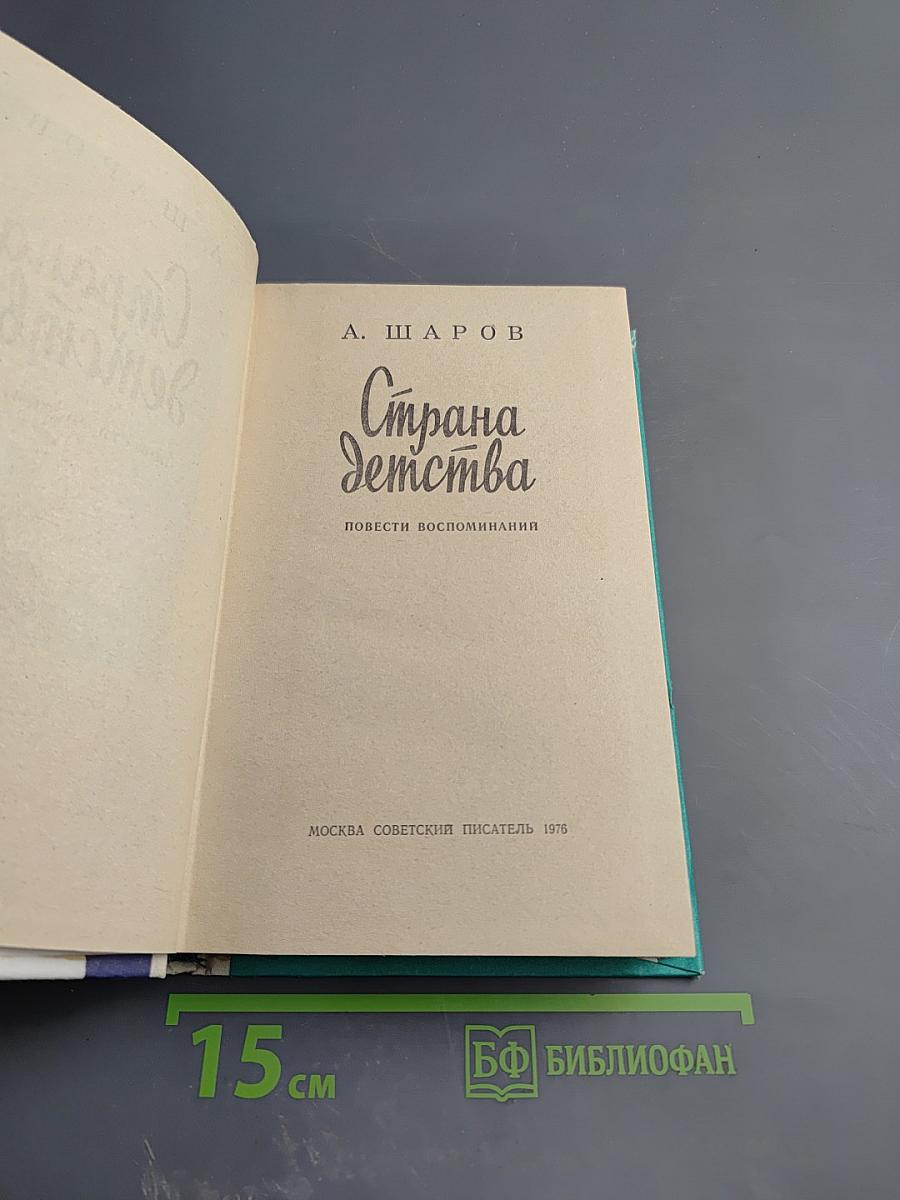 А. ШАРОВ
Страна
детства
ПОВЕСТИ ВОСПОМИНАНИЙ
МОСКВА СОВЕТСКИЙ ПИСАТЕЛЬ 1976
15 см
БФ БИБЛИОФАН